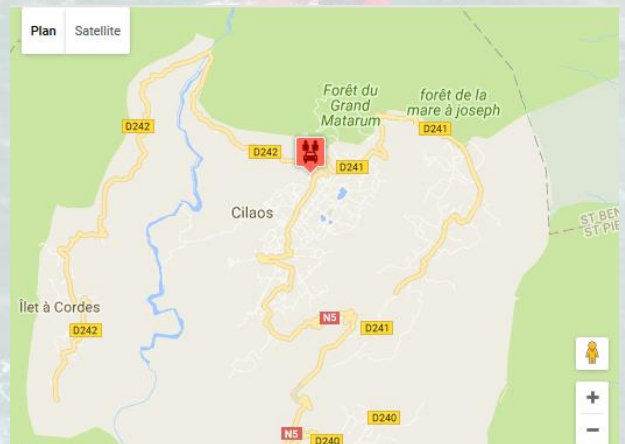 Plan Satellite
Forêt du
Grand
Matarum
forêt de la
mare à joseph
D242
D241
D242
D241
Cilaos
ST BEN
ST PIE
Îlet à Cordes
N5
D241
D242
D240
N5
D240